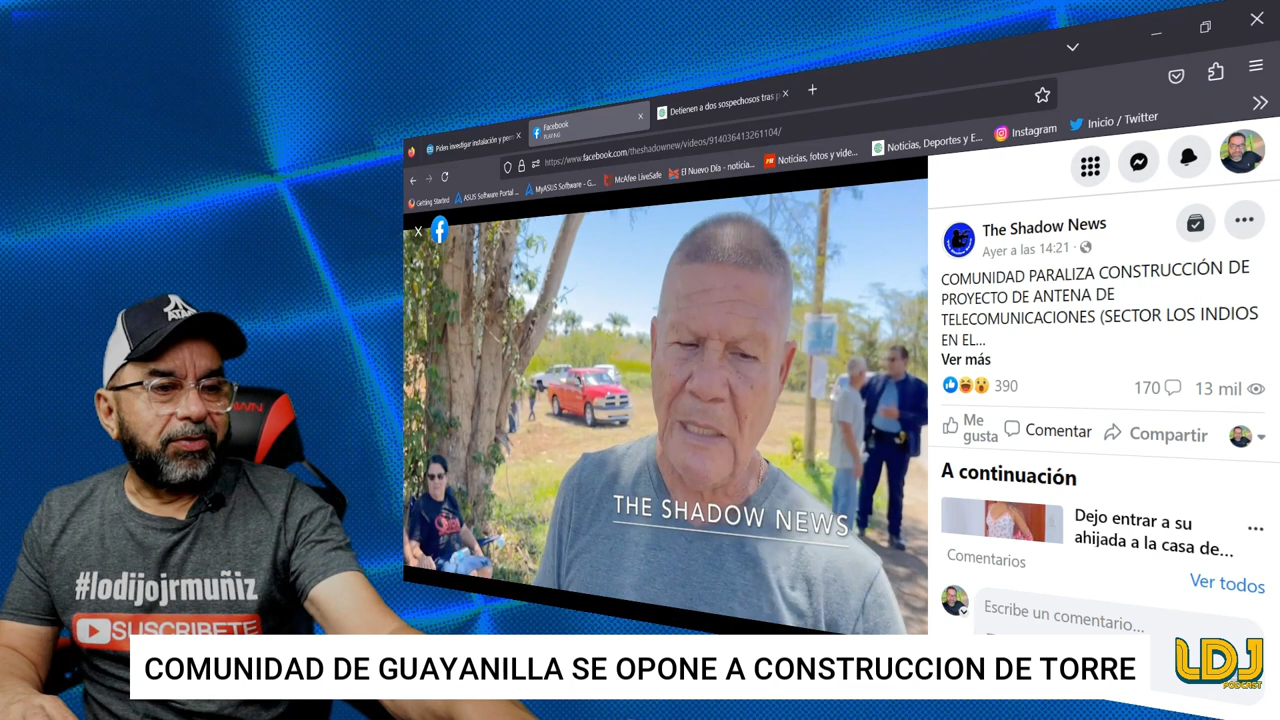 Piden investigar instalación y perm
Facebook
PLAYING
Detienen a dos sospechosos tras p
https://www.facebook.com/theshadownew/videos/914036413261104/
Getting Started
ASUS Software Portal ...
MyASUS Software - G...
McAfee LiveSafe
El Nuevo Día - noticia...
Noticias, fotos y vide...
Noticias, Deportes y E...
Instagram
Inicio / Twitter
The Shadow News
Ayer a las 14:21 ·
COMUNIDAD PARALIZA CONSTRUCCIÓN DE
PROYECTO DE ANTENA DE
TELECOMUNICACIONES (SECTOR LOS INDIOS
EN EL...
Ver más
390
170
13 mil
Me gusta
Comentar
Compartir
A continuación
Dejo entrar a su
ahijada a la casa de...
Comentarios
Ver todos
Escribe un comentario...
THE SHADOW NEWS
ATARI
#lodijojrmuñiz
SUSCRIBETE
COMUNIDAD DE GUAYANILLA SE OPONE A CONSTRUCCION DE TORRE
LDJ
PODCAST